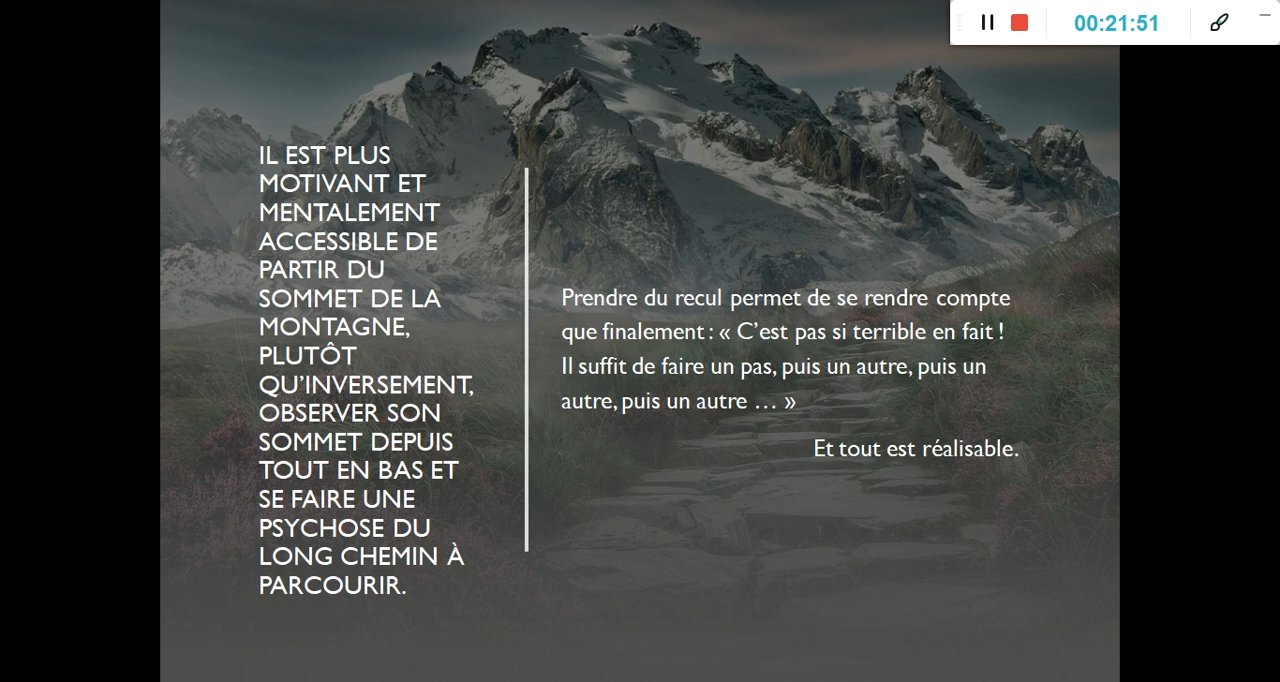 00:21:51
IL EST PLUS
MOTIVANT ET
MENTALEMENT
ACCESSIBLE DE
PARTIR DU
SOMMET DE LA
MONTAGNE,
PLUTÔT
QU’INVERSEMENT,
OBSERVER SON
SOMMET DEPUIS
TOUT EN BAS ET
SE FAIRE UNE
PSYCHOSE DU
LONG CHEMIN À
PARCOURIR.
Prendre du recul permet de se rendre compte
que finalement : « C’est pas si terrible en fait !
Il suffit de faire un pas, puis un autre, puis un
autre, puis un autre … »
Et tout est réalisable.